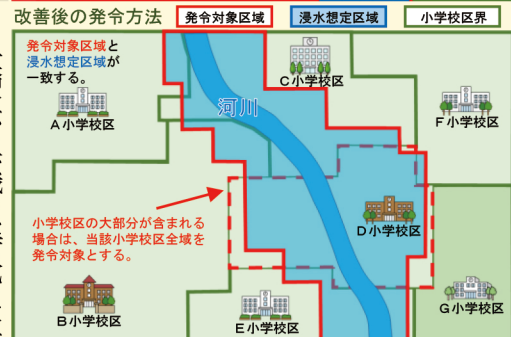 改善後の発令方法
発令対象区域
浸水想定区域
小学校区界
発令対象区域と
浸水想定区域が
一致する。
A小学校区
C小学校区
F小学校区
河川
小学校区の大部分が含まれる
場合は、当該小学校区全域を
発令対象とする。
D小学校区
B小学校区
E小学校区
G小学校区